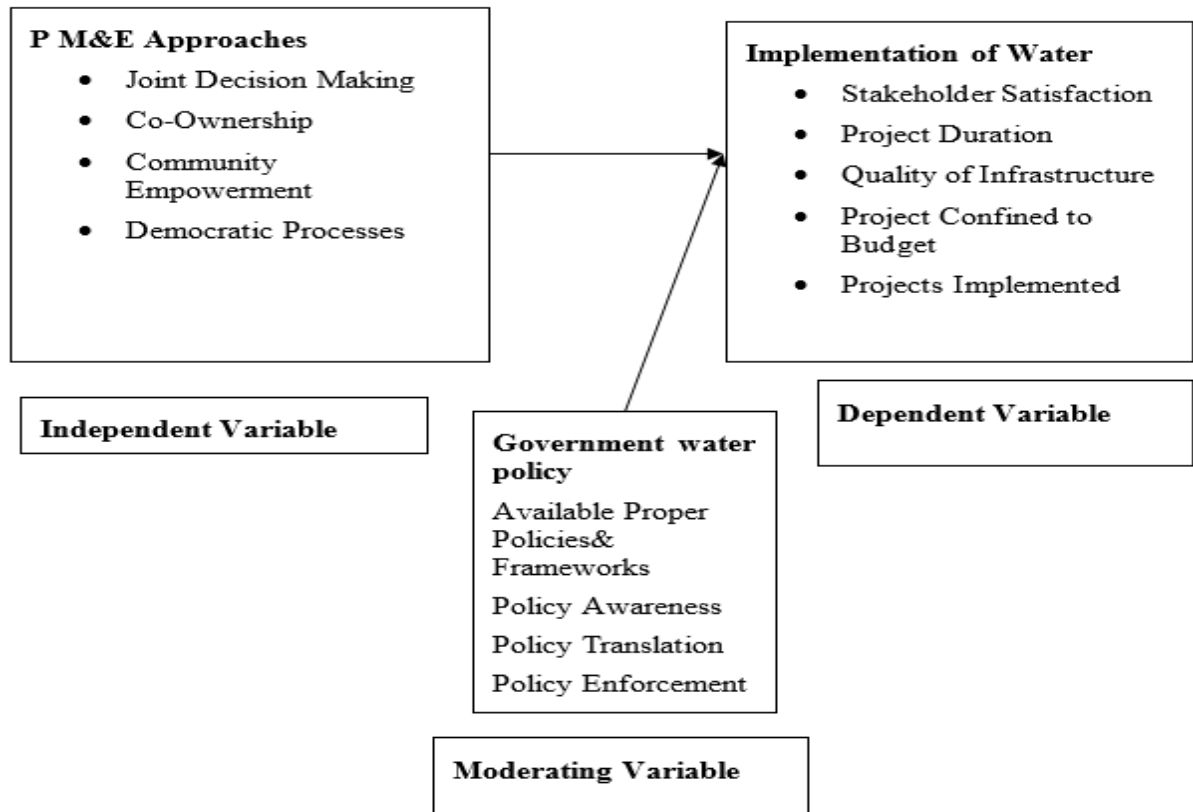 P M&E Approaches
• Joint Decision Making
• Co-Ownership
• Community
Empowerment
• Democratic Processes
Implementation of Water
• Stakeholder Satisfaction
• Project Duration
• Quality of Infrastructure
• Project Confined to
Budget
• Projects Implemented
Independent Variable
Government water
policy
Available Proper
Policies&
Frameworks
Policy Awareness
Policy Translation
Policy Enforcement
Dependent Variable
Moderating Variable